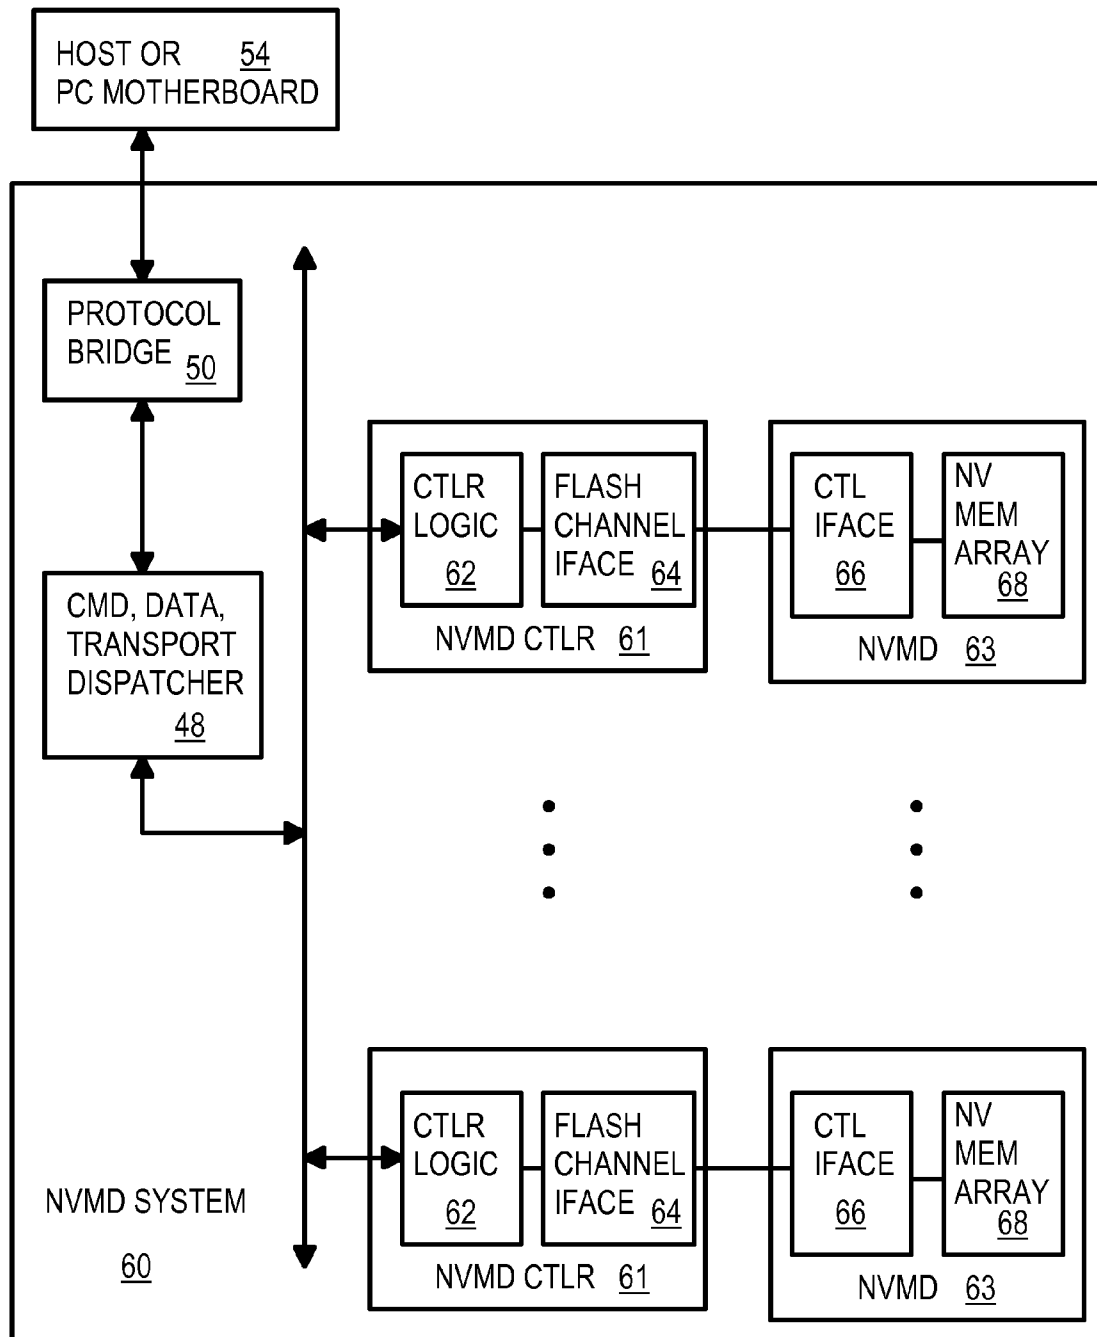 HOST OR 54
PC MOTHERBOARD
PROTOCOL
BRIDGE 50
CMD, DATA,
TRANSPORT
DISPATCHER
48
CTLR
LOGIC
62
FLASH
CHANNEL
IFACE 64
NVMD CTLR 61
CTL
IFACE
66
NV
MEM
ARRAY
68
NVMD 63
CTLR
LOGIC
62
FLASH
CHANNEL
IFACE 64
NVMD CTLR 61
CTL
IFACE
66
NV
MEM
ARRAY
68
NVMD 63
NVMD SYSTEM
60